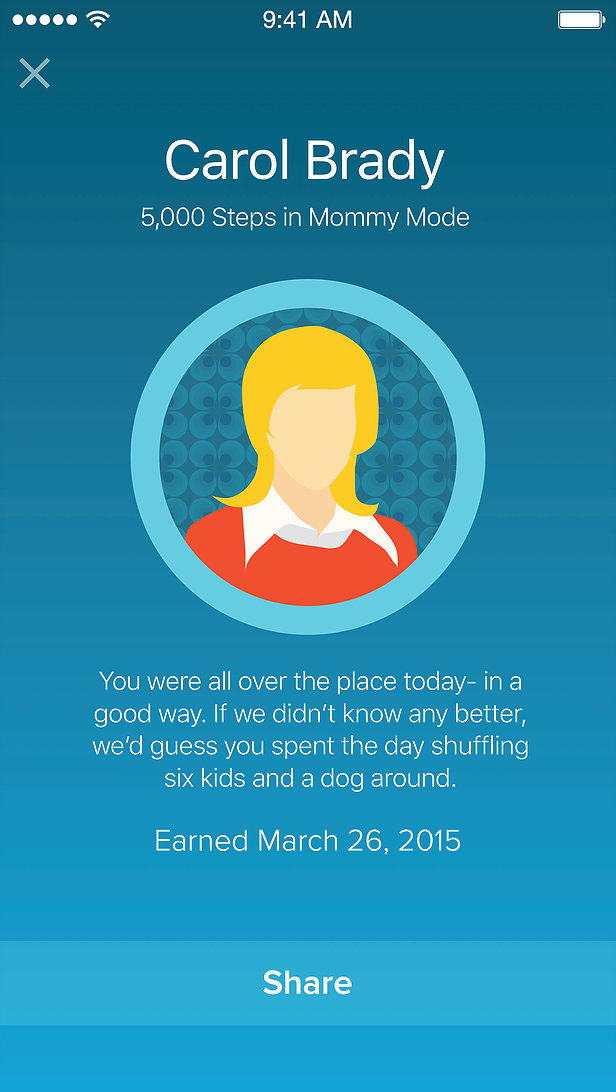 9:41 AM
Carol Brady
5,000 Steps in Mommy Mode
You were all over the place today- in a
good way. If we didn’t know any better,
we’d guess you spent the day shuffling
six kids and a dog around.
Earned March 26, 2015
Share